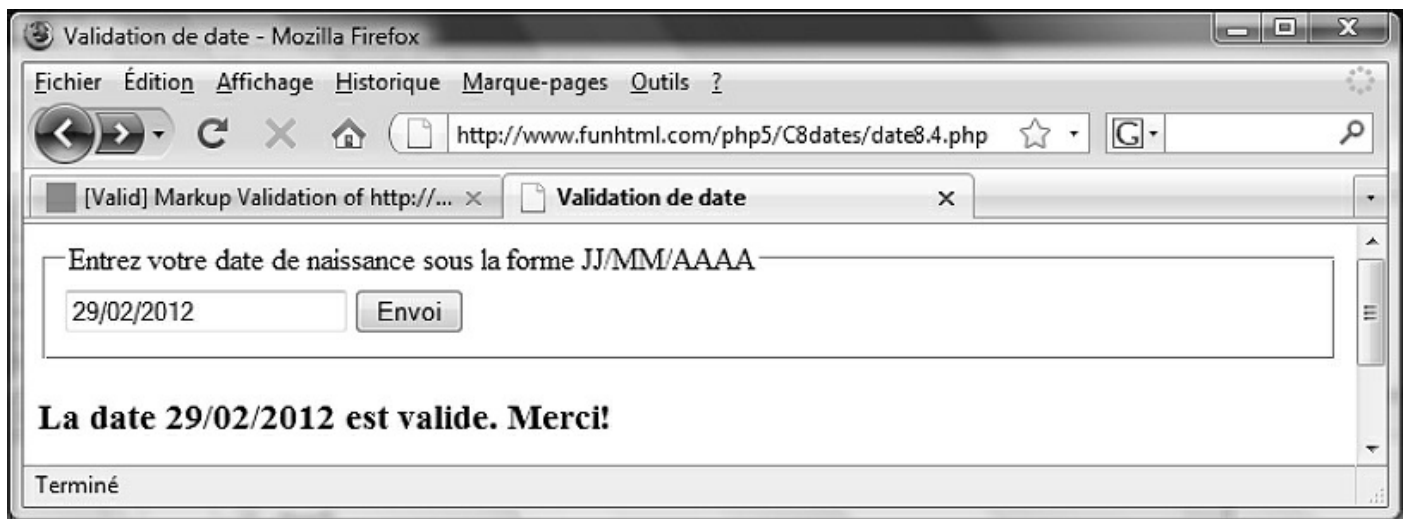 Validation de date - Mozilla Firefox
Fichier Édition Affichage Historique Marque-pages Outils ?
http://www.funhtml.com/php5/C8dates/date8.4.php G
[Valid] Markup Validation of http://... Validation de date
Entrez votre date de naissance sous la forme JJ/MM/AAAA
29/02/2012 Envoi
La date 29/02/2012 est valide. Merci!
Terminé